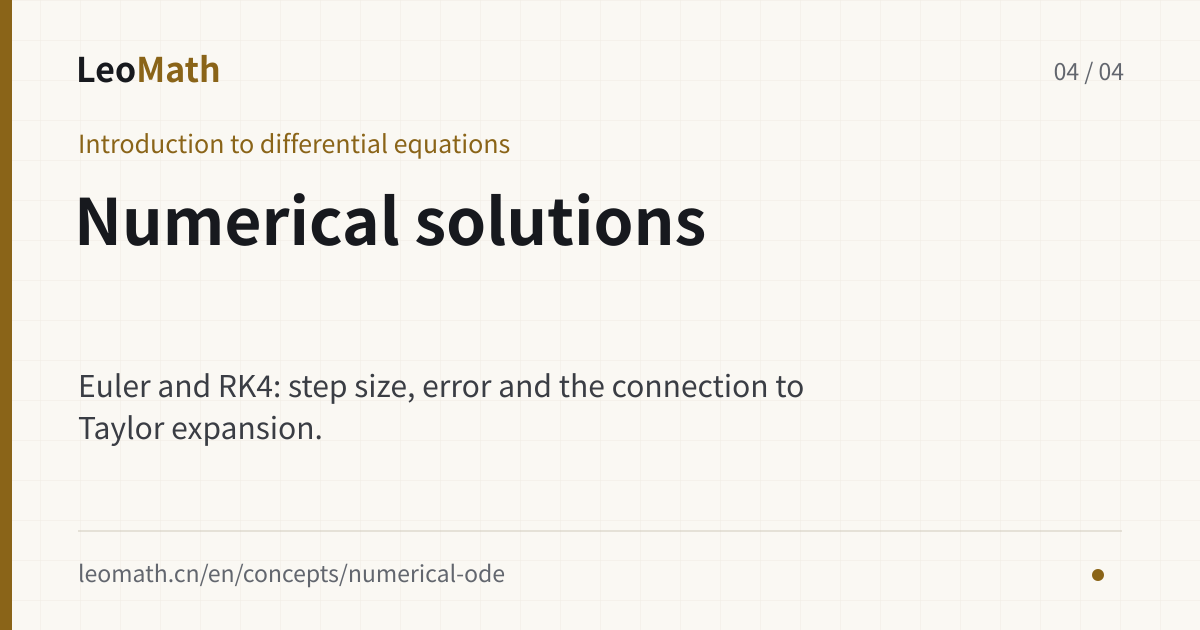 LeoMath
04 / 04
Introduction to differential equations
Numerical solutions
Euler and RK4: step size, error and the connection to
Taylor expansion.
leomath.cn/en/concepts/numerical-ode